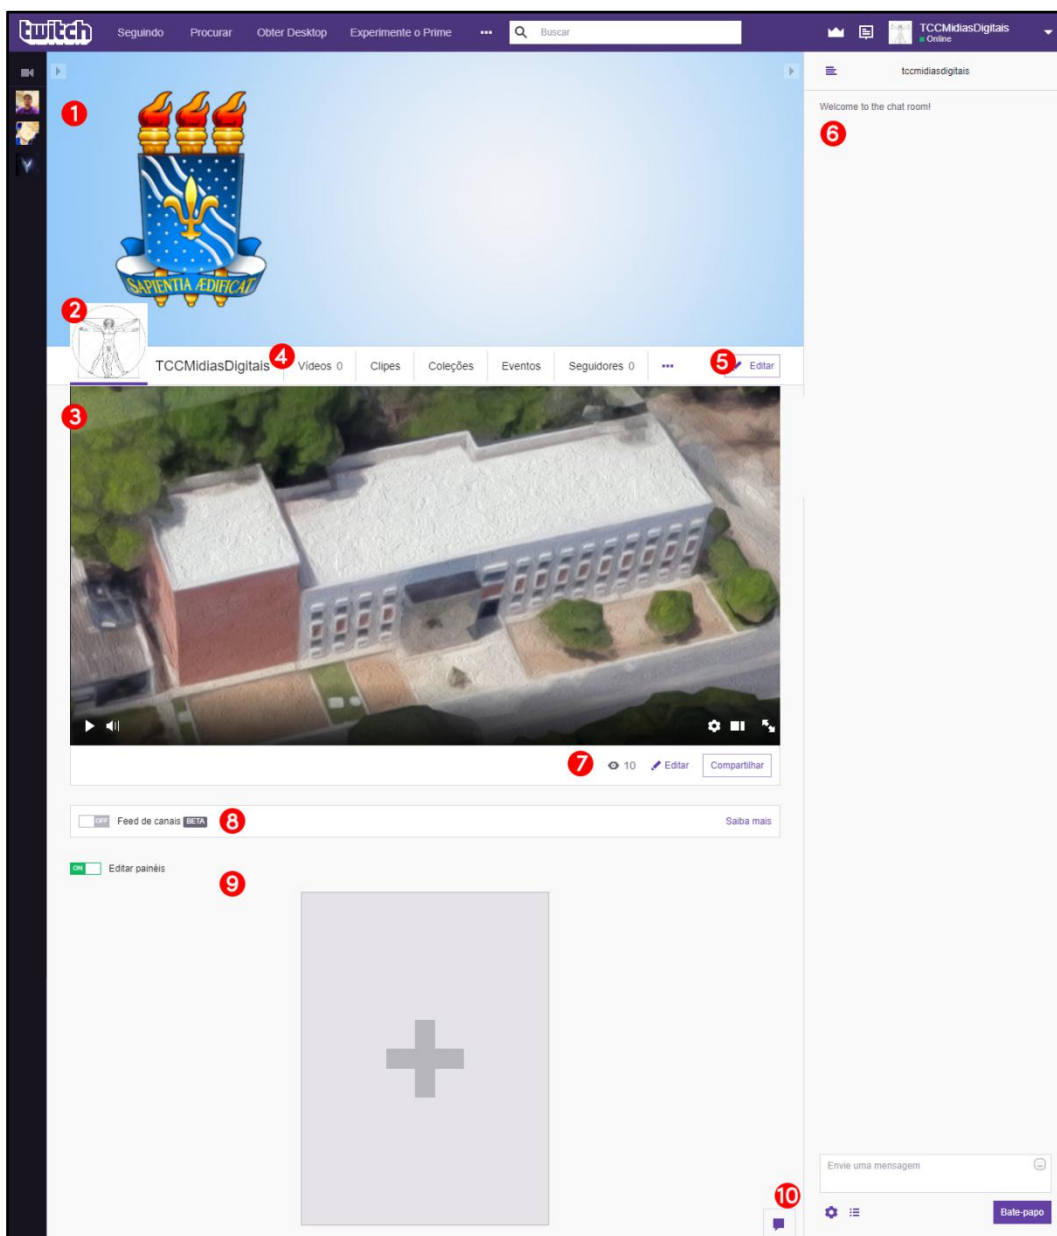 twitch Seguindo Procurar Obter Desktop Experimente o Prime ••• Buscar TCCMidiasDigitais
Online
tccmidiasdigitais
Welcome to the chat room!
1
6
SAPIENTIA ÆDIFICAT
2
TCCMidiasDigitais 4 Vídeos 0 Clipes Coleções Eventos Seguidores 0 ••• 5 Editar
3
7 10 Editar Compartilhar
OFF Feed de canais BETA 8 Saiba mais
ON Editar painéis
9
Envie uma mensagem
10
Bate-papo